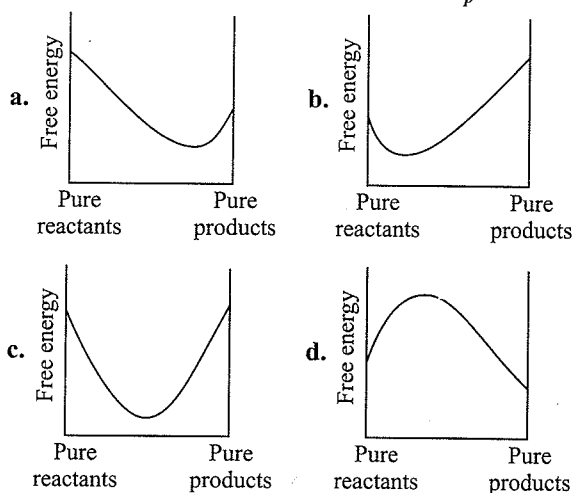 p
a.
Free energy
Pure
reactants
Pure
products
b.
Free energy
Pure
reactants
Pure
products
c.
Free energy
Pure
reactants
Pure
products
d.
Free energy
Pure
reactants
Pure
products